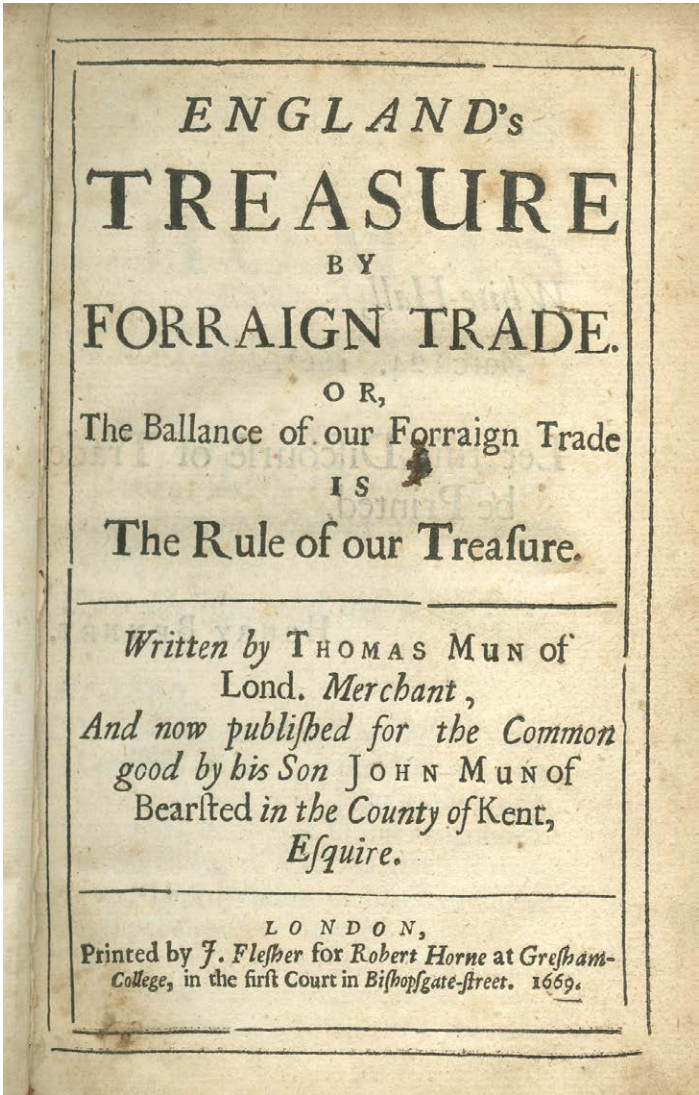 ENGLAND's
TREASURE
BY
FORRAIGN TRADE.
OR,
The Ballance of our Forraign Trade
IS
The Rule of our Treaſure.
Written by THOMAS MUN of
Lond. Merchant,
And now publiſhed for the Common
good by his Son JOHN MUN of
Bearſted in the County of Kent,
Eſquire.
LONDON,
Printed by J. Fleſher for Robert Horne at Greſham-
College, in the firſt Court in Biſhopſgate-ſtreet. 1669.